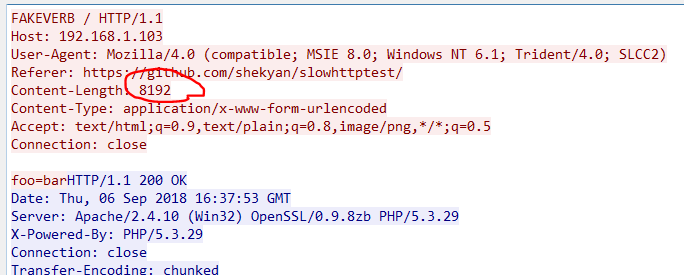 FAKEVERB / HTTP/1.1
Host: 192.168.1.103
User-Agent: Mozilla/4.0 (compatible; MSIE 8.0; Windows NT 6.1; Trident/4.0; SLCC2)
Referer: https://github.com/shekyan/slowhttptest/
Content-Length: 8192
Content-Type: application/x-www-form-urlencoded
Accept: text/html;q=0.9,text/plain;q=0.8,image/png,*/*;q=0.5
Connection: close
foo=barHTTP/1.1 200 OK
Date: Thu, 06 Sep 2018 16:37:53 GMT
Server: Apache/2.4.10 (Win32) OpenSSL/0.9.8zb PHP/5.3.29
X-Powered-By: PHP/5.3.29
Connection: close
Transfer-Encoding: chunked